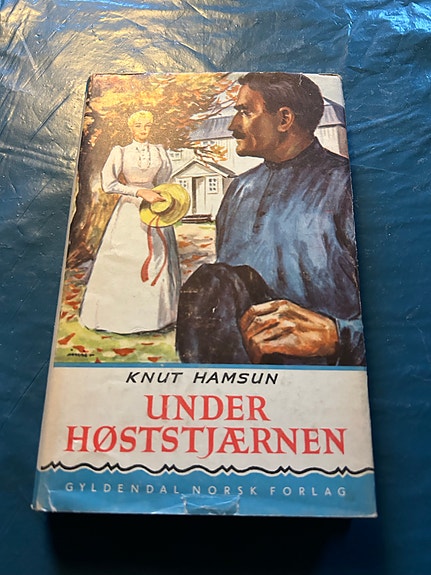 KNUT HAMSUN
UNDER
HØSTSTJÆRNEN
GYLDENDAL NORSK FORLAG